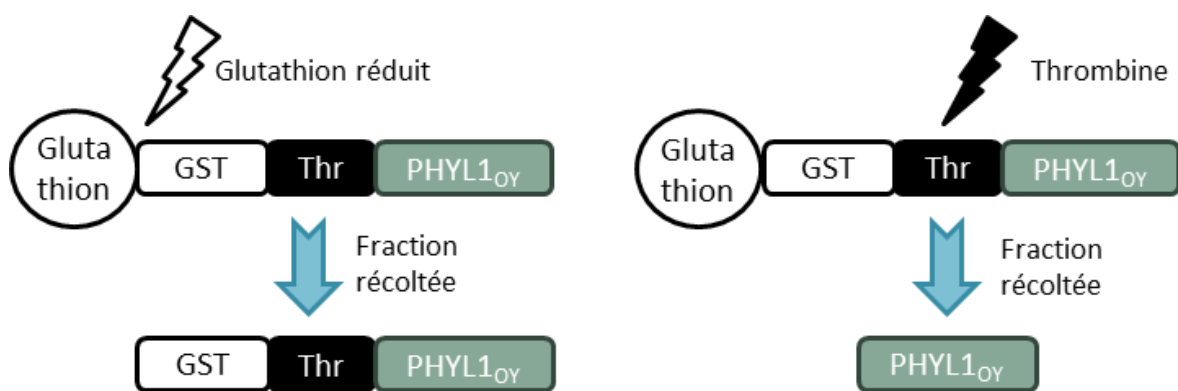 Glutathion réduit
Gluta
thion
GST
Thr
PHYL1OY
Fraction
récoltée
GST
Thr
PHYL1OY
Thrombine
Gluta
thion
GST
Thr
PHYL1OY
Fraction
récoltée
PHYL1OY